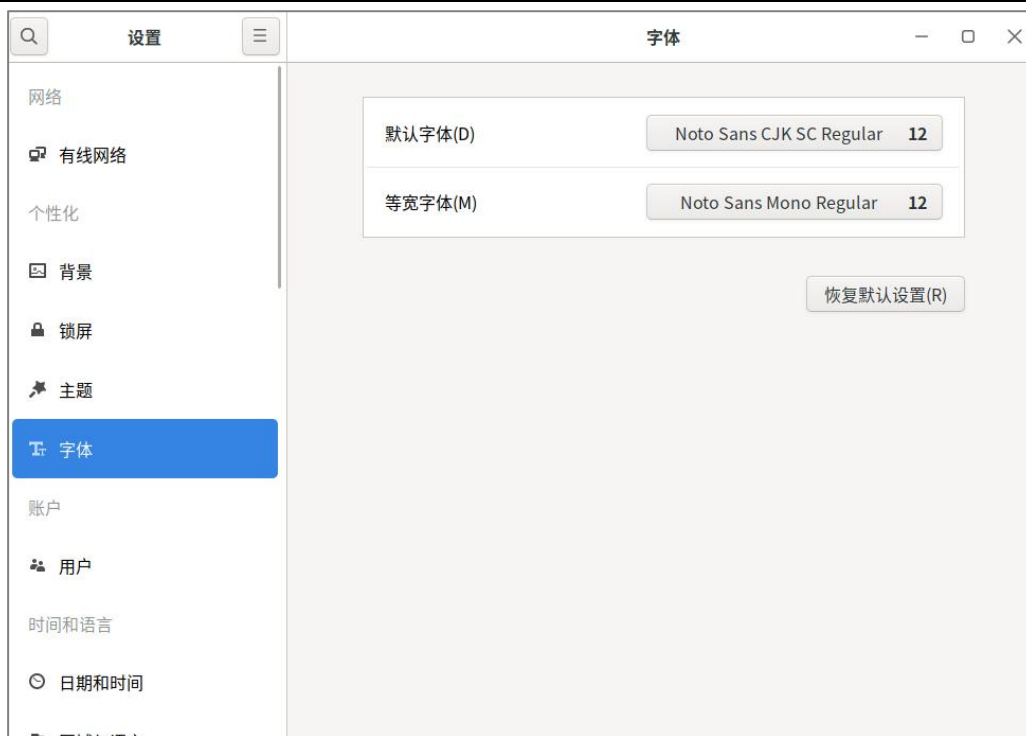 设置
字体
网络
有线网络
个性化
背景
锁屏
主题
字体
账户
用户
时间和语言
日期和时间
默认字体(D)
Noto Sans CJK SC Regular 12
等宽字体(M)
Noto Sans Mono Regular 12
恢复默认设置(R)